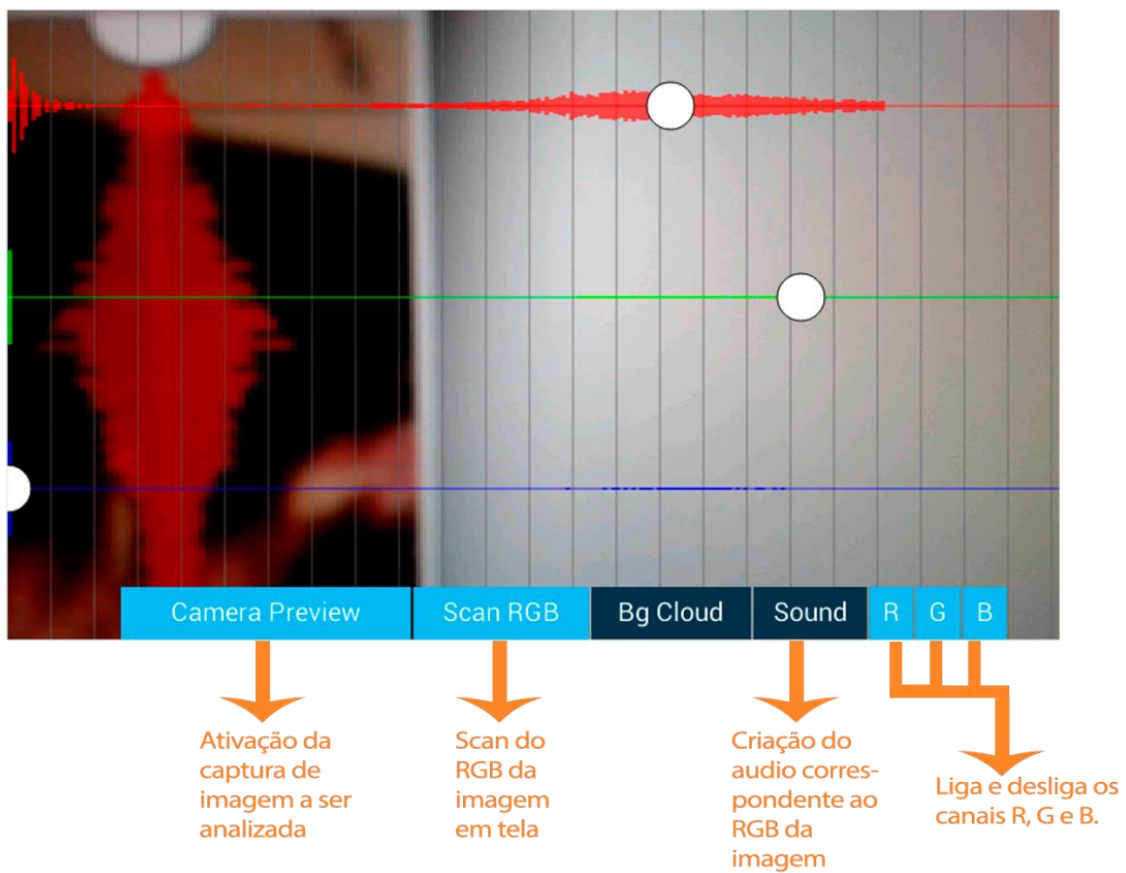 Camera Preview
Scan RGB
Bg Cloud
Sound
R
G
B
Ativação da
captura de
imagem a ser
analizada
Scan do
RGB da
imagem
em tela
Criação do
audio corres-
pondente ao
RGB da
imagem
Liga e desliga os
canais R, G e B.